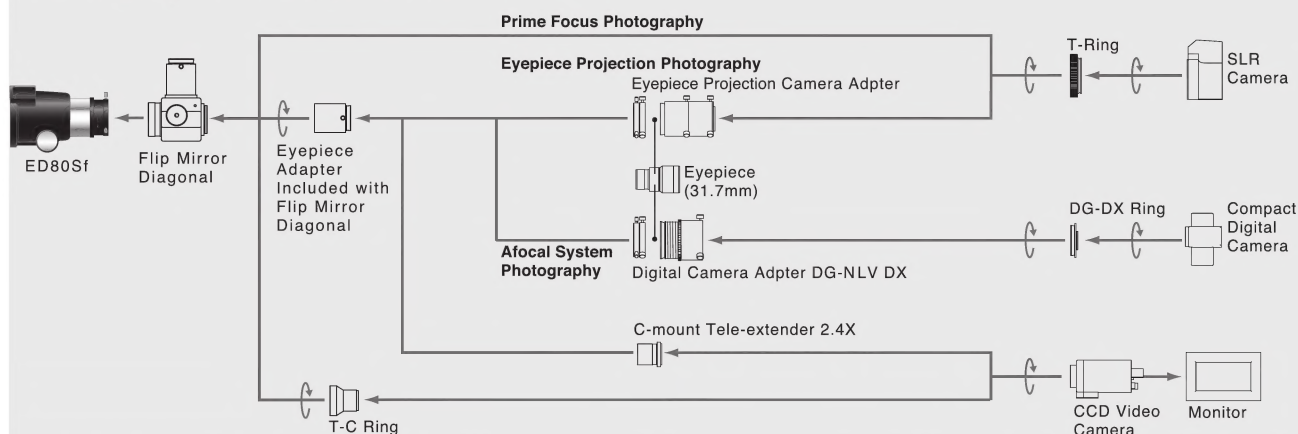 Prime Focus Photography
T-Ring
SLR
Camera
Eyepiece Projection Photography
Eyepiece Projection Camera Adpter
ED80Sf
Flip Mirror
Diagonal
Eyepiece
Adapter
Included with
Flip Mirror
Diagonal
Eyepiece
(31.7mm)
DG-DX Ring
Compact
Digital
Camera
Afocal System
Photography
Digital Camera Adpter DG-NLV DX
C-mount Tele-extender 2.4X
T-C Ring
CCD Video
Camera
Monitor